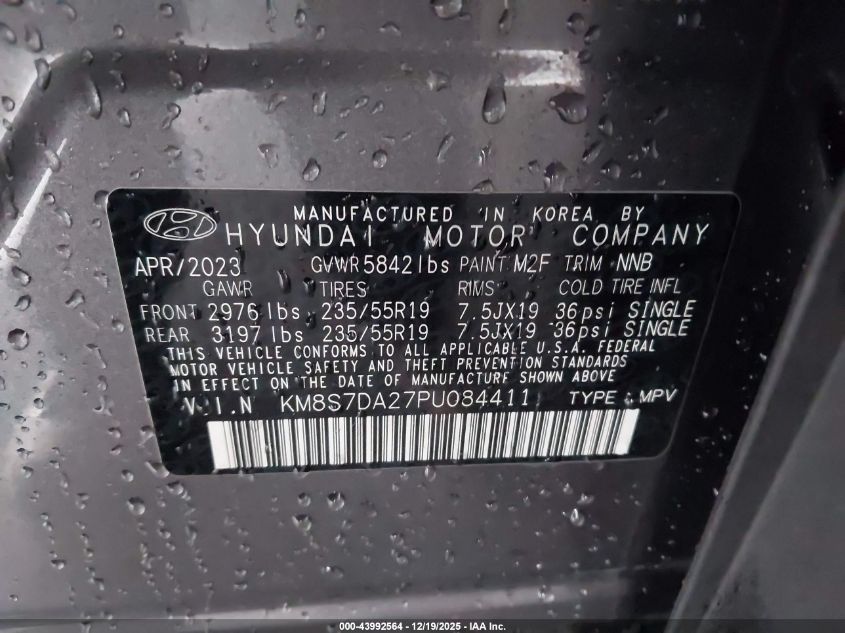 MANUFACTURED IN KOREA BY
HYUNDAI MOTOR COMPANY
APR/2023 GVWR 5842lbs PAINT M2F TRIM NNB
GAWR TIRES RIMS COLD TIRE INFL
FRONT 2976 lbs 235/55R19 7.5JX19 36psi SINGLE
REAR 3197 lbs 235/55R19 7.5JX19 36psi SINGLE
THIS VEHICLE CONFORMS TO ALL APPLICABLE U.S.A. FEDERAL
MOTOR VEHICLE SAFETY AND THEFT PREVENTION STANDARDS
IN EFFECT ON THE DATE OF MANUFACTURE SHOWN ABOVE
V.I.N KM8S7DA27PU084411 TYPE : MPV
000-43992564 - 12/19/2025 - IAA Inc.